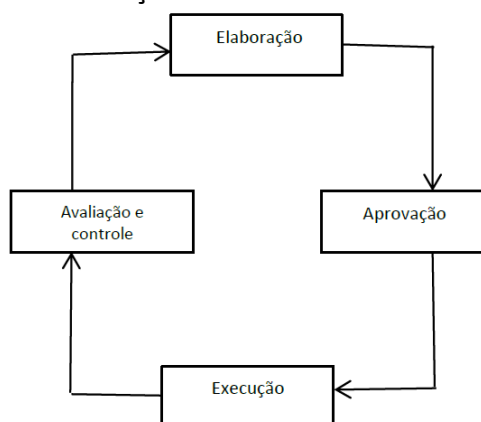 Elaboração
Avaliação e
controle
Aprovação
Execução